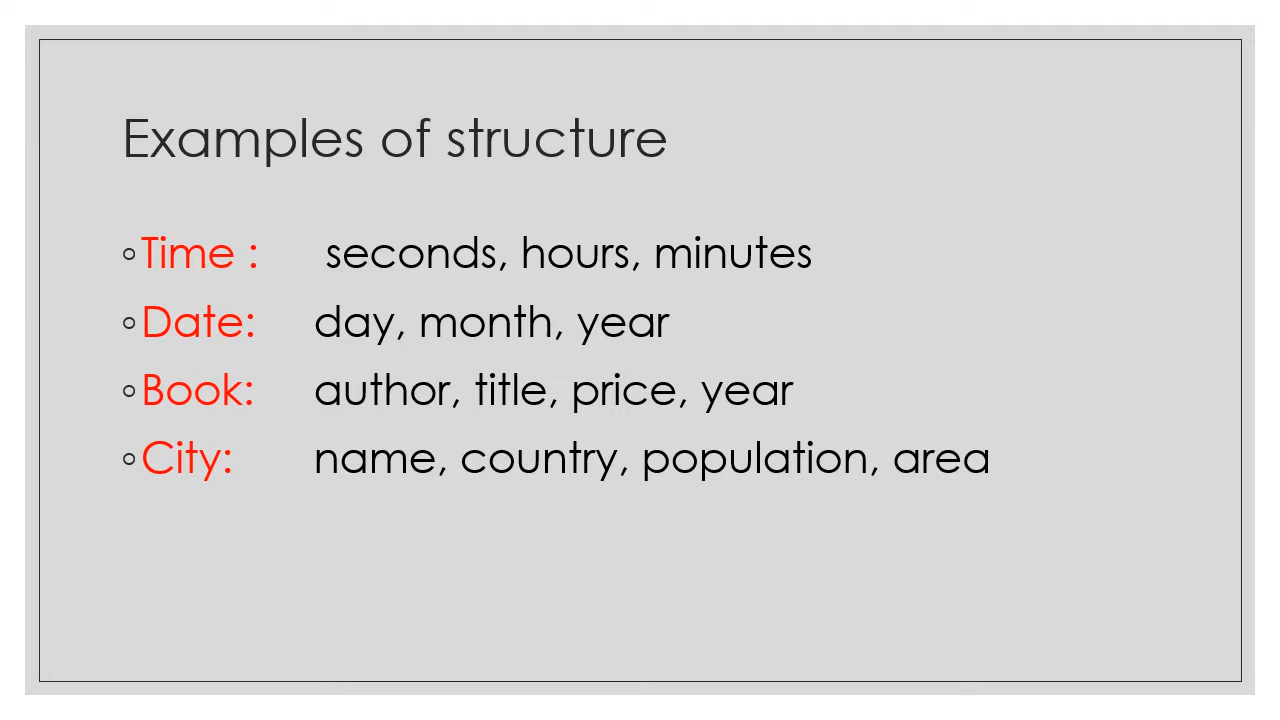 Examples of structure
◦Time : seconds, hours, minutes
◦Date: day, month, year
◦Book: author, title, price, year
◦City: name, country, population, area